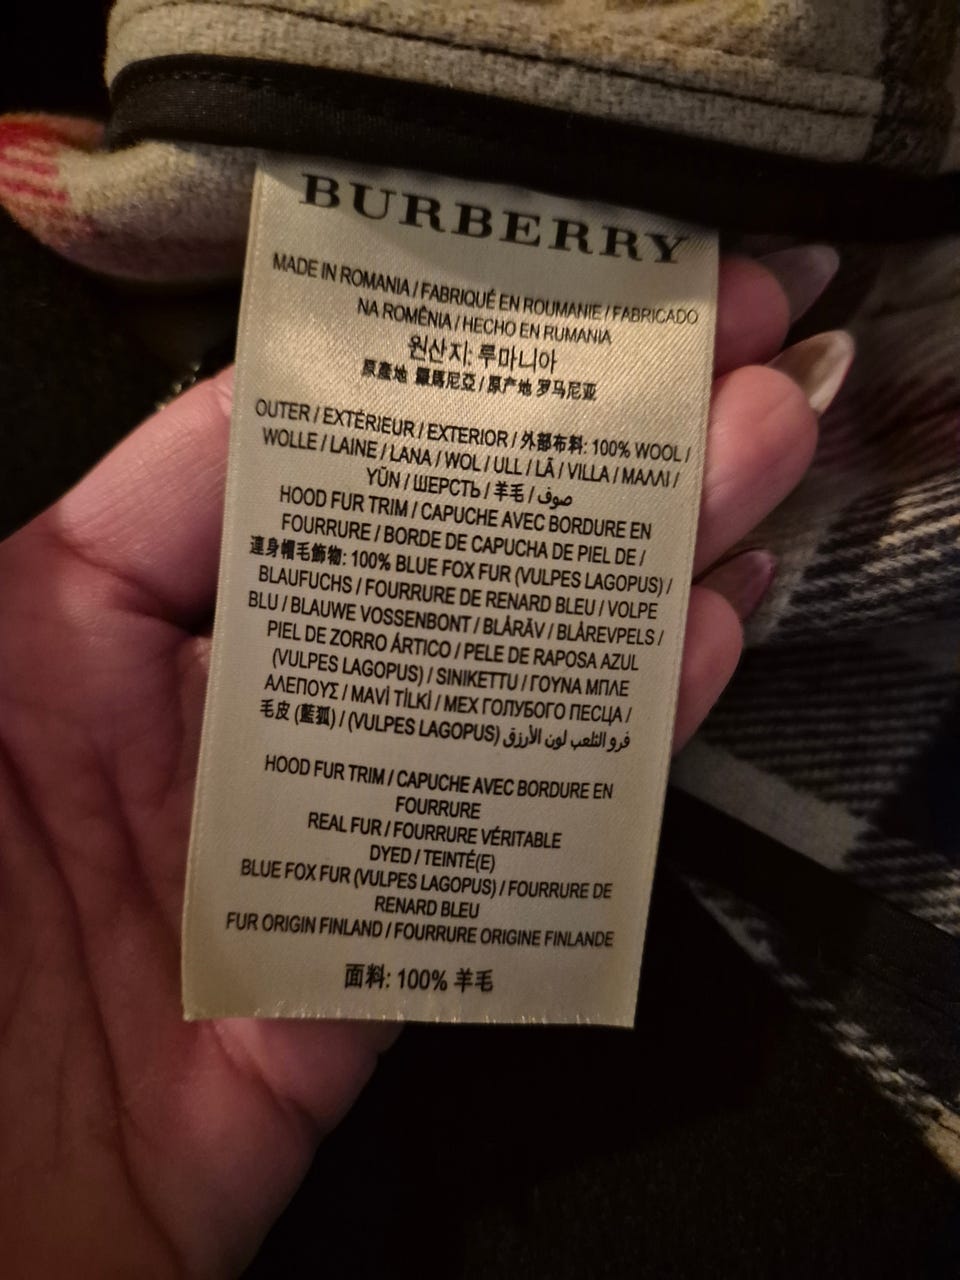 BURBERRY
MADE IN ROMANIA / FABRIQUÉ EN ROUMANIE / FABRICADO
NA ROMÊNIA / HECHO EN RUMANIA
원산지: 루마니아
原產地 羅馬尼亞 / 原产地 罗马尼亚
OUTER / EXTÉRIEUR / EXTERIOR / 外部布料: 100% WOOL /
WOLLE / LAINE / LANA / WOL / ULL / LÃ / VILLA / ΜΑΛΛΙ /
YÜN / ШЕРСТЬ / 羊毛 / صوف
HOOD FUR TRIM / CAPUCHE AVEC BORDURE EN
FOURRURE / BORDE DE CAPUCHA DE PIEL DE /
連身帽毛飾物: 100% BLUE FOX FUR (VULPES LAGOPUS) /
BLAUFUCHS / FOURRURE DE RENARD BLEU / VOLPE
BLU / BLAUWE VOSSENBONT / BLÅRÄV / BLÅREVPELS /
PIEL DE ZORRO ÁRTICO / PELE DE RAPOSA AZUL
(VULPES LAGOPUS) / SINIKETTU / ΓΟΥΝΑ ΜΠΛΕ
ΑΛΕΠΟΥΣ / MAVİ TİLKİ / МЕХ ГОЛУБОГО ПЕСЦА /
毛皮 (藍狐) / (VULPES LAGOPUS) فرو الثعلب لون الأزرق
HOOD FUR TRIM / CAPUCHE AVEC BORDURE EN
FOURRURE
REAL FUR / FOURRURE VÉRITABLE
DYED / TEINTÉ(E)
BLUE FOX FUR (VULPES LAGOPUS) / FOURRURE DE
RENARD BLEU
FUR ORIGIN FINLAND / FOURRURE ORIGINE FINLANDE
面料: 100% 羊毛